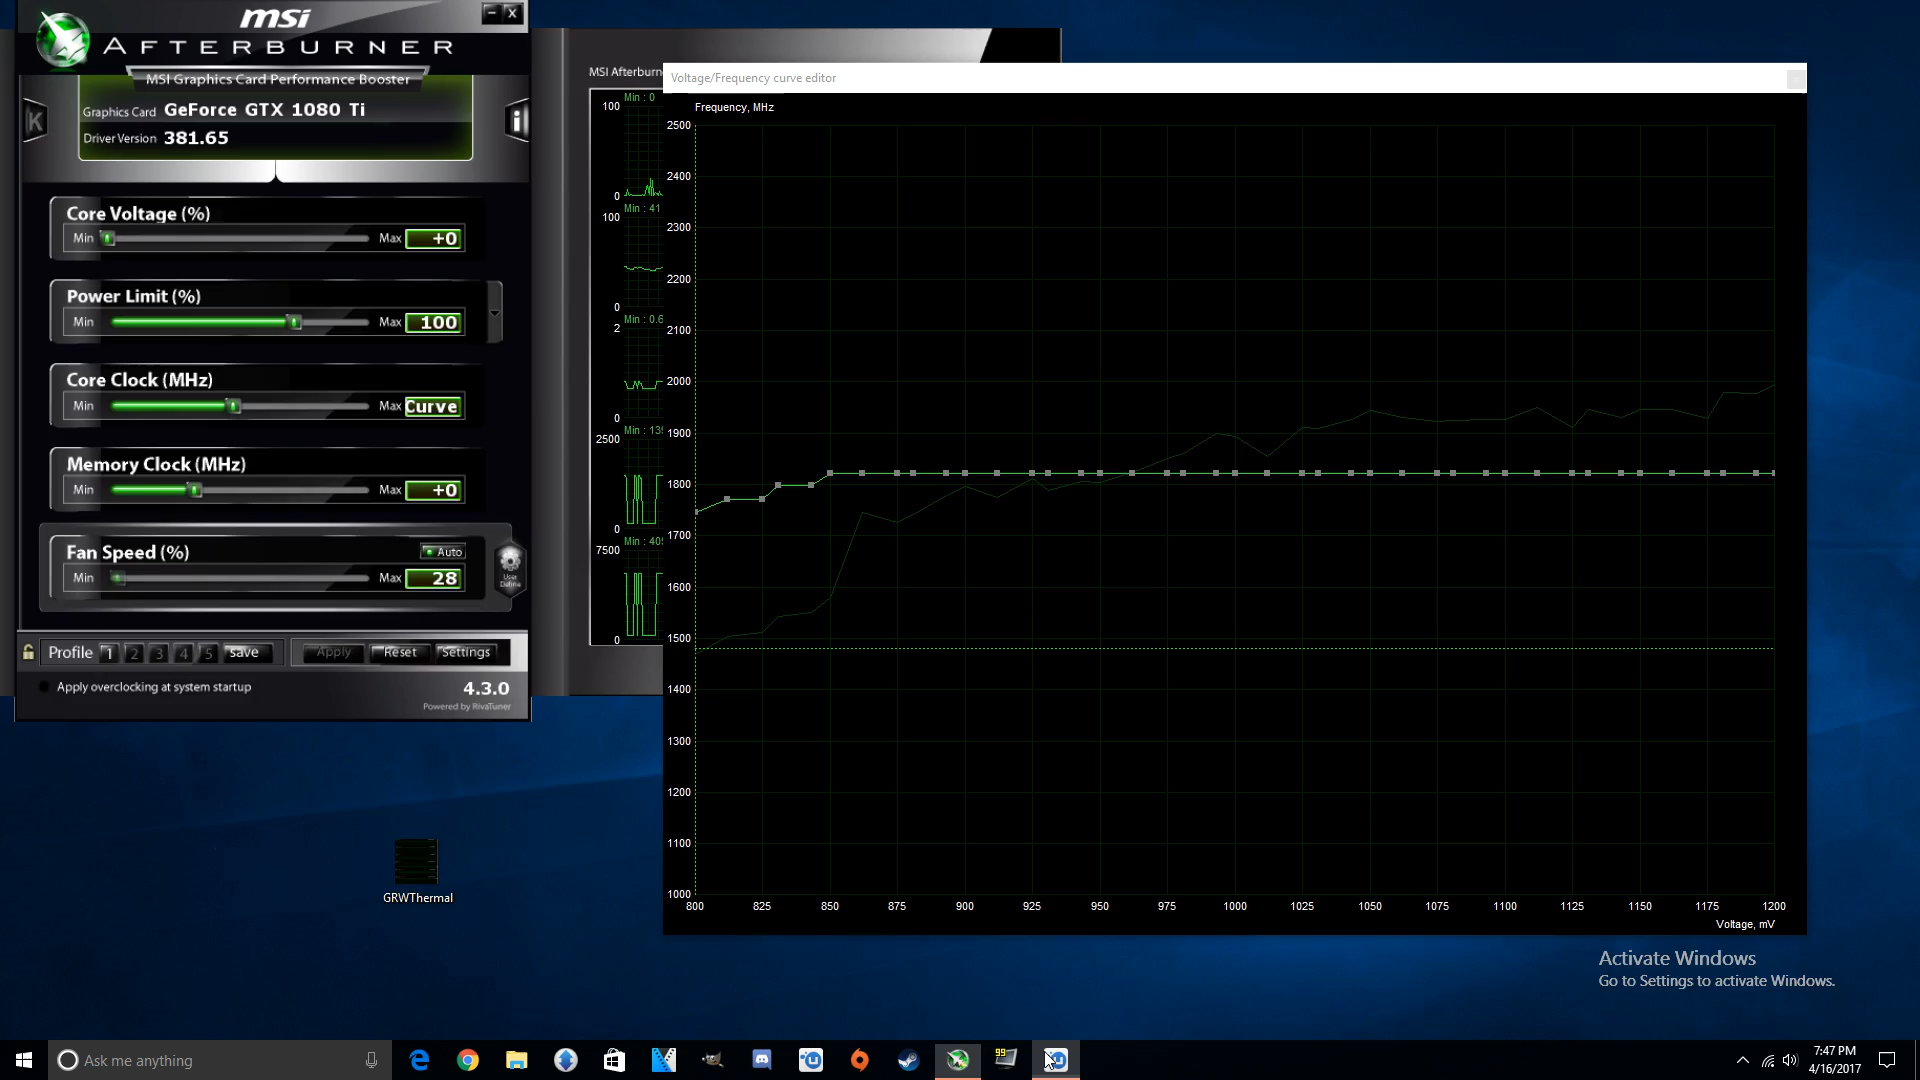 msi
AFTERBURNER
MSI Graphics Card Performance Booster
K
i
Graphics Card GeForce GTX 1080 Ti
Driver Version 381.65
Core Voltage (%)
Min Max +0
Power Limit (%)
Min Max 100
Core Clock (MHz)
Min Max Curve
Memory Clock (MHz)
Min Max +0
Fan Speed (%)
Auto
Min Max 28
User Define
Profile 1 2 3 4 5 save
Apply Reset Settings
Apply overclocking at system startup
4.3.0
Powered by RivaTuner
MSI Afterburn
Min : 0
100
0
Min : 41
100
0
Min : 0.6
2
0
Min : 139
2500
0
Min : 405
7500
0
Voltage/Frequency curve editor
Frequency, MHz
2500
2400
2300
2200
2100
2000
1900
1800
1700
1600
1500
1400
1300
1200
1100
1000
800 825 850 875 900 925 950 975 1000 1025 1050 1075 1100 1125 1150 1175 1200
Voltage, mV
GRWThermal
Activate Windows
Go to Settings to activate Windows.
Ask me anything
99
7:47 PM
4/16/2017